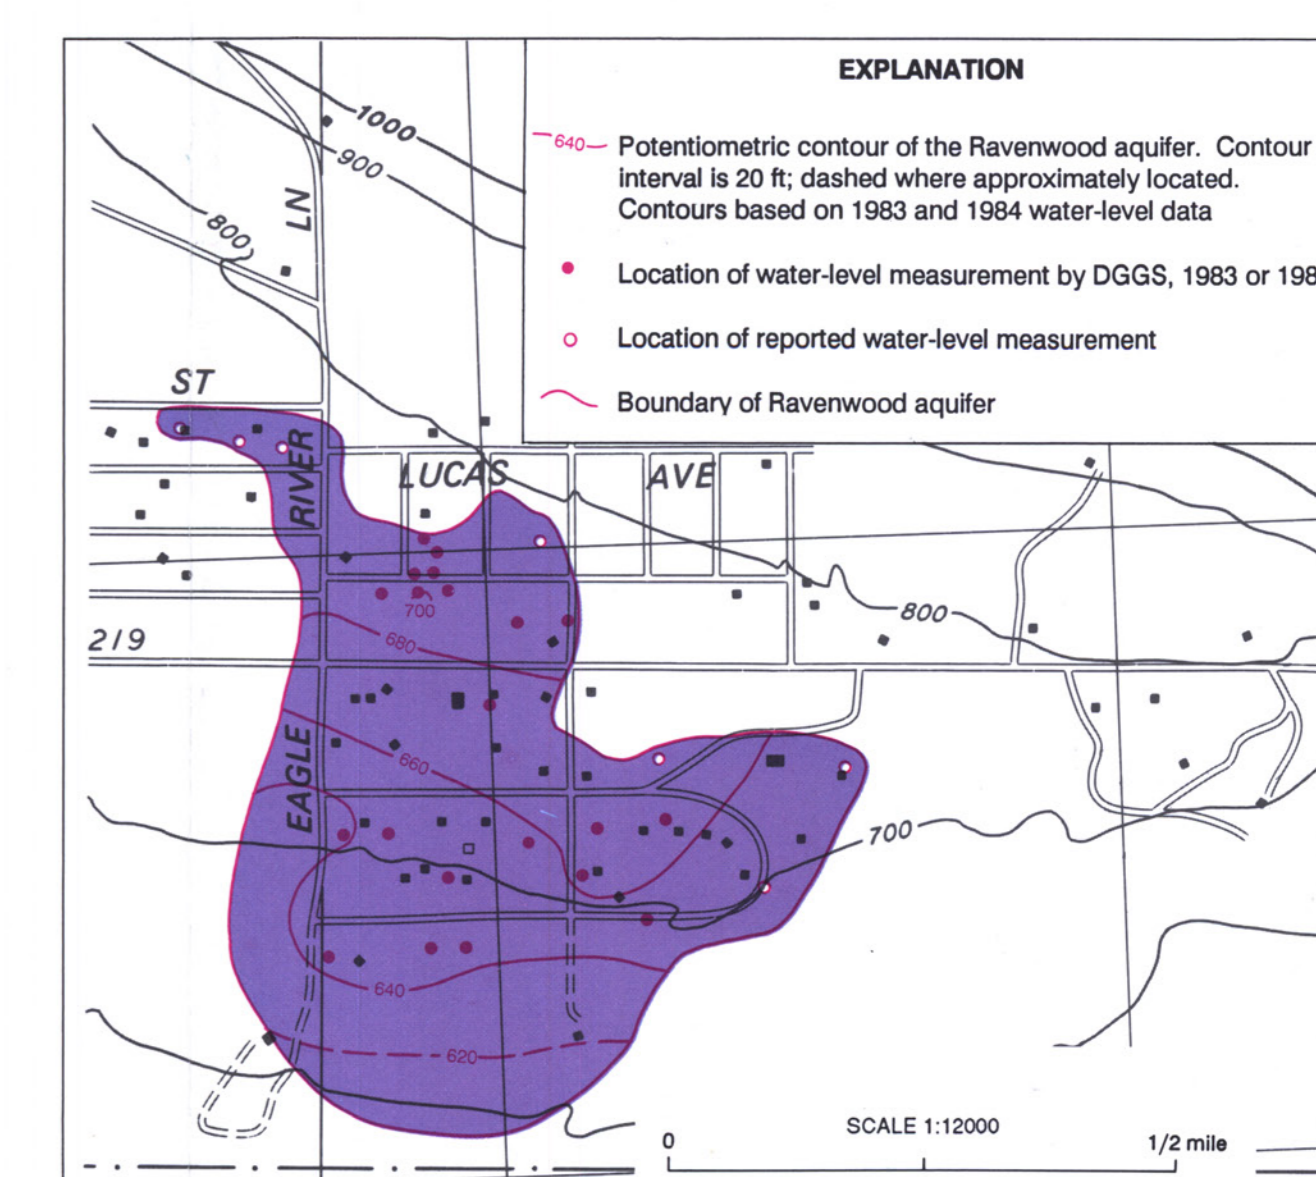 EXPLANATION
640
Potentiometric contour of the Ravenwood aquifer. Contour
interval is 20 ft; dashed where approximately located.
Contours based on 1983 and 1984 water-level data
Location of water-level measurement by DGGS, 1983 or 198
Location of reported water-level measurement
Boundary of Ravenwood aquifer
1000
900
800
LN
ST
RIVER
LUCAS AVE
700
680
219
800
EAGLE
660
700
640
620
SCALE 1:12000
0
1/2 mile